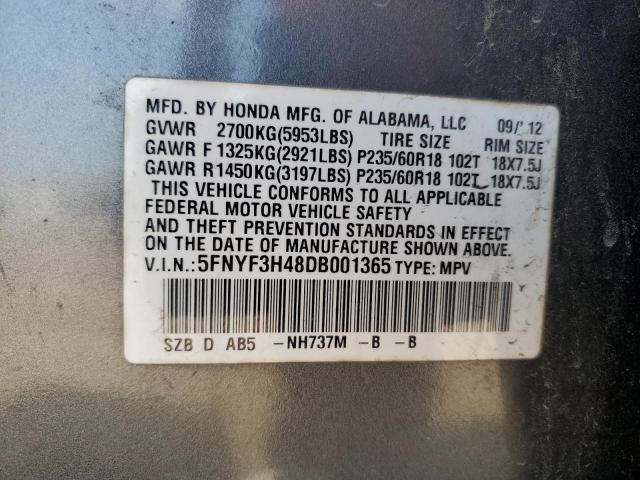 MFD. BY HONDA MFG. OF ALABAMA, LLC 09/12
GVWR 2700KG(5953LBS) TIRE SIZE RIM SIZE
GAWR F 1325KG(2921LBS) P235/60R18 102T 18X7.5J
GAWR R 1450KG(3197LBS) P235/60R18 102T 18X7.5J
THIS VEHICLE CONFORMS TO ALL APPLICABLE
FEDERAL MOTOR VEHICLE SAFETY
AND THEFT PREVENTION STANDARDS IN EFFECT
ON THE DATE OF MANUFACTURE SHOWN ABOVE.
V.I.N.:5FNYF3H48DB001365 TYPE: MPV
SZB D AB5 -NH737M -B -B